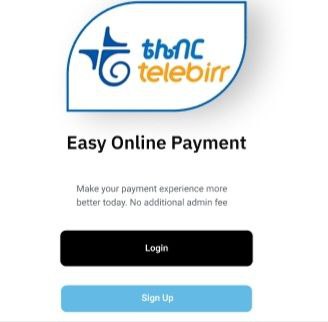 ቴሌብር
telebirr
Easy Online Payment
Make your payment experience more
better today. No additional admin fee
Login
Sign Up